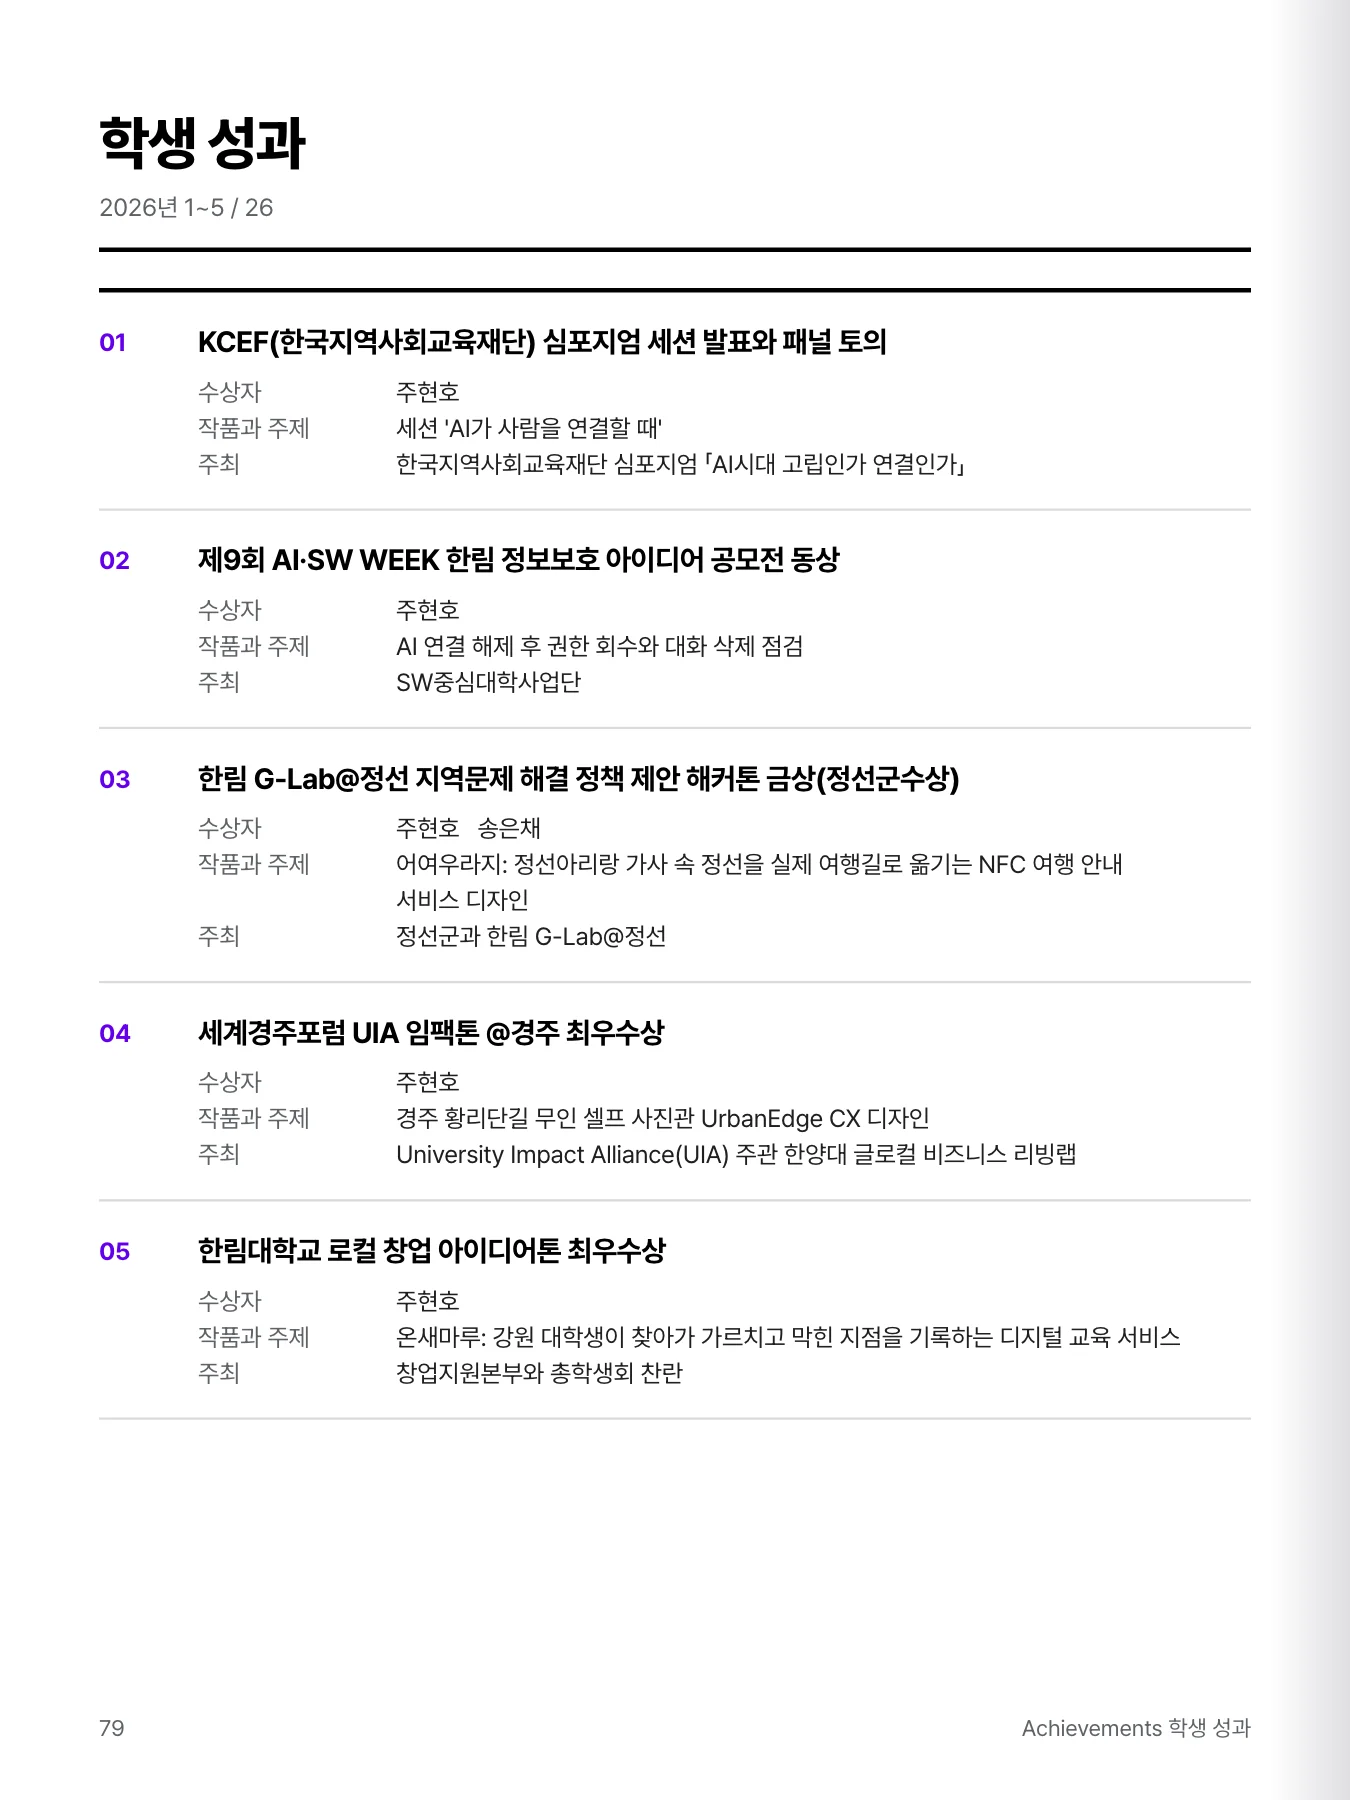 학생 성과
2026년 1~5 / 26
01 KCEF(한국지역사회교육재단) 심포지엄 세션 발표와 패널 토의
수상자 주현호
작품과 주제 세션 'AI가 사람을 연결할 때'
주최 한국지역사회교육재단 심포지엄 「AI시대 고립인가 연결인가」
02 제9회 AI·SW WEEK 한림 정보보호 아이디어 공모전 동상
수상자 주현호
작품과 주제 AI 연결 해제 후 권한 회수와 대화 삭제 점검
주최 SW중심대학사업단
03 한림 G-Lab@정선 지역문제 해결 정책 제안 해커톤 금상(정선군수상)
수상자 주현호 송은채
작품과 주제 어여우라지: 정선아리랑 가사 속 정선을 실제 여행길로 옮기는 NFC 여행 안내
서비스 디자인
주최 정선군과 한림 G-Lab@정선
04 세계경주포럼 UIA 임팩톤 @경주 최우수상
수상자 주현호
작품과 주제 경주 황리단길 무인 셀프 사진관 UrbanEdge CX 디자인
주최 University Impact Alliance(UIA) 주관 한양대 글로컬 비즈니스 리빙랩
05 한림대학교 로컬 창업 아이디어톤 최우수상
수상자 주현호
작품과 주제 온새마루: 강원 대학생이 찾아가 가르치고 막힌 지점을 기록하는 디지털 교육 서비스
주최 창업지원본부와 총학생회 찬란
79 Achievements 학생 성과